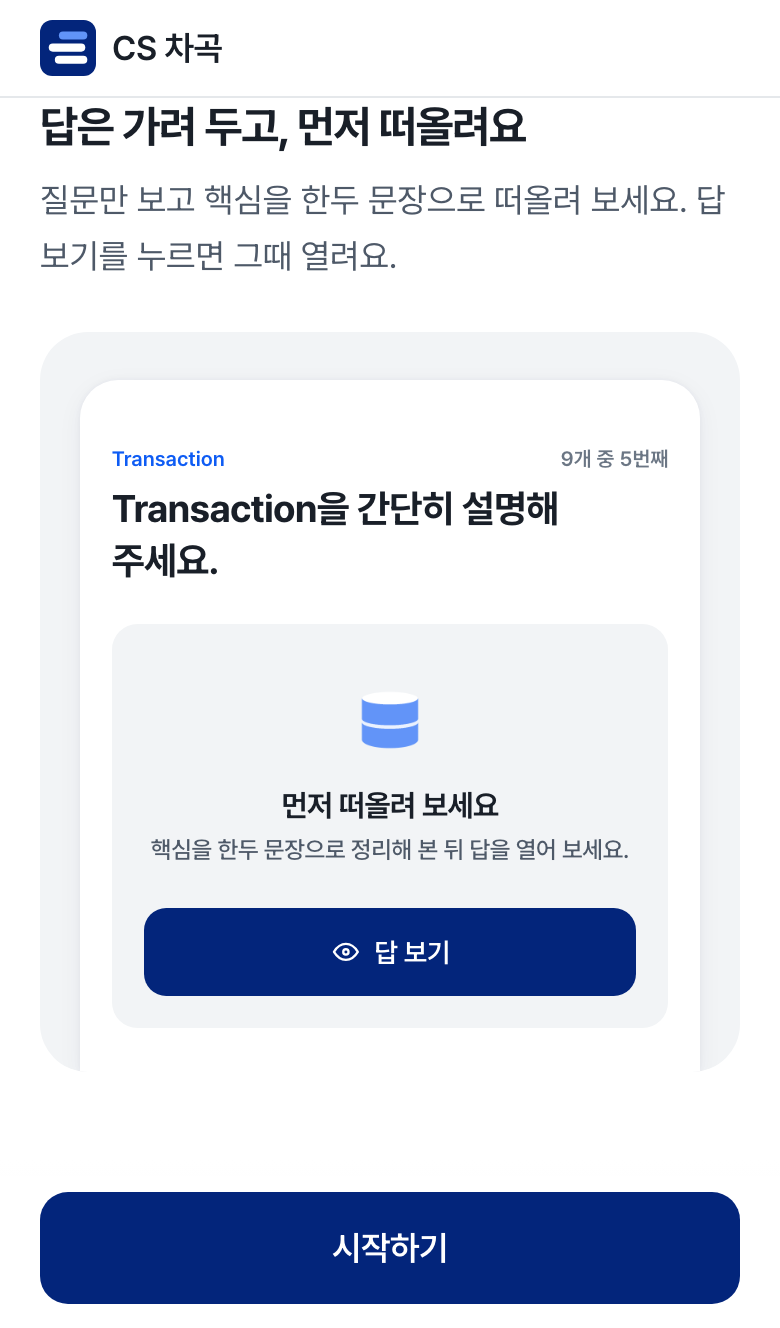 CS 차곡
답은 가려 두고, 먼저 떠올려요
질문만 보고 핵심을 한두 문장으로 떠올려 보세요. 답
보기를 누르면 그때 열려요.
Transaction
9개 중 5번째
Transaction을 간단히 설명해
주세요.
먼저 떠올려 보세요
핵심을 한두 문장으로 정리해 본 뒤 답을 열어 보세요.
답 보기
시작하기